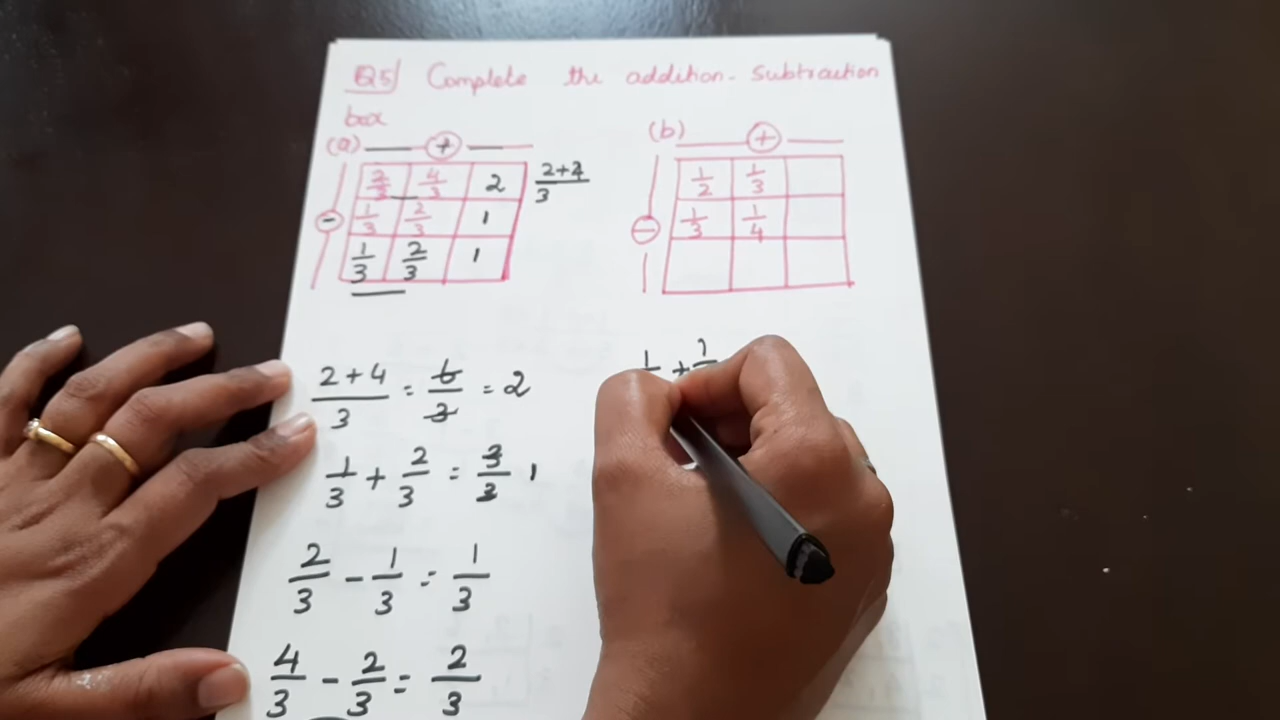 Q5) Complete the addition-subtraction
box
(a) + (b) +
2/3 4/3 2 (2+4)/3
1/3 2/3 1
1/3 2/3 1
-
1/2 1/3
1/3 1/4
-
(2+4)/3 = 6/3 = 2
1/3 + 2/3 = 3/3 1
2/3 - 1/3 = 1/3
4/3 - 2/3 = 2/3
1 + 1